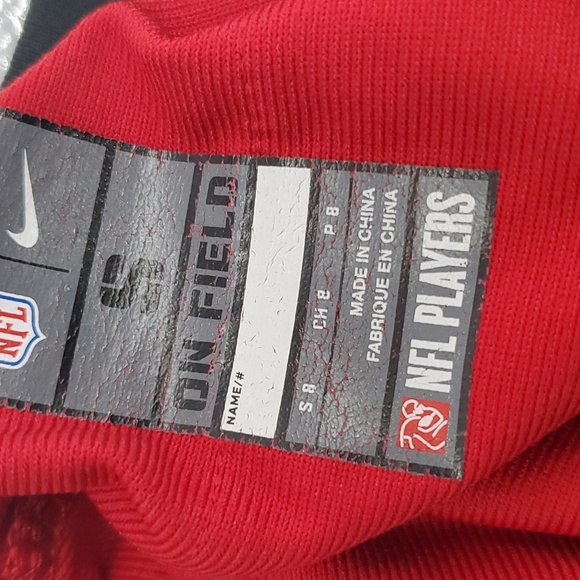 NFL
S
ON FIELD
NAME/#
S 8 CH 8 P 8
MADE IN CHINA
FABRIQUE EN CHINA
NFL PLAYERS